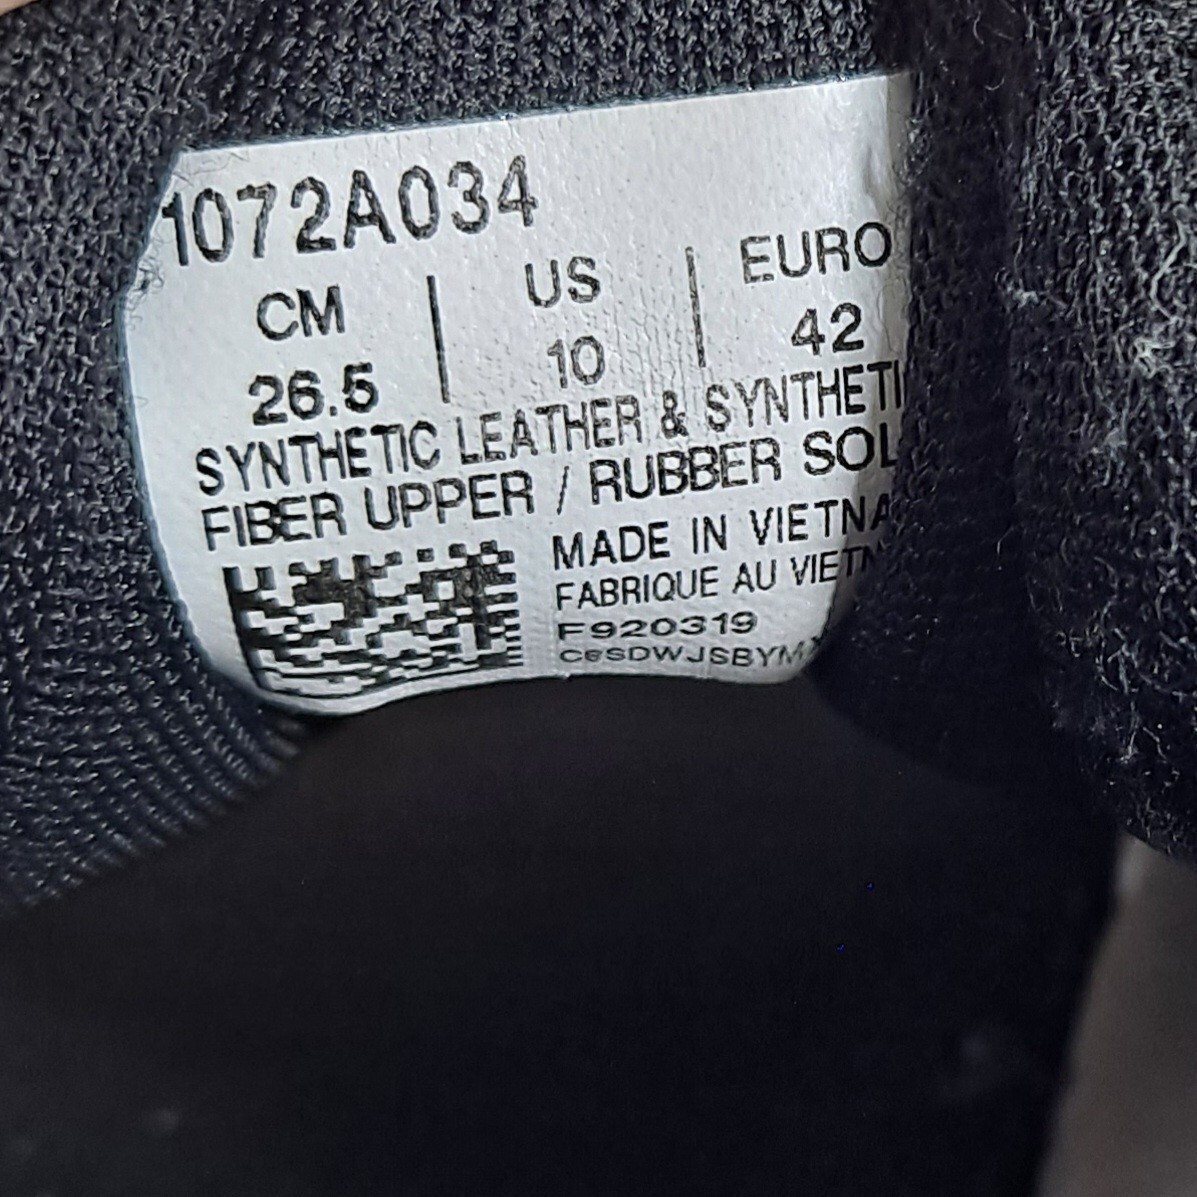 1072A034
CM | US | EURO
26.5 | 10 | 42
SYNTHETIC LEATHER & SYNTHETI
FIBER UPPER / RUBBER SOL
MADE IN VIETNA
FABRIQUE AU VIETN
F920319
CeSDWJSBYM